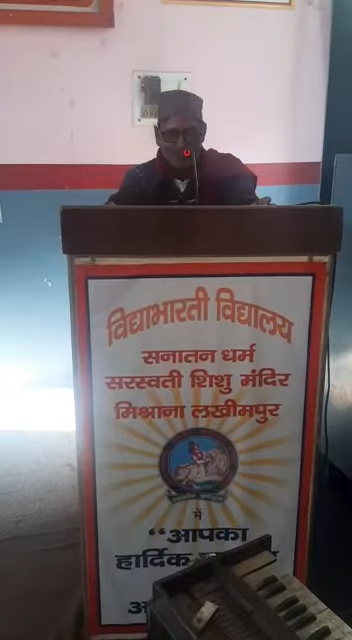 विद्याभारती विद्यालय
सनातन धर्म
सरस्वती शिशु मंदिर
मिश्राना लखीमपुर
में
“आपका
हार्दिक